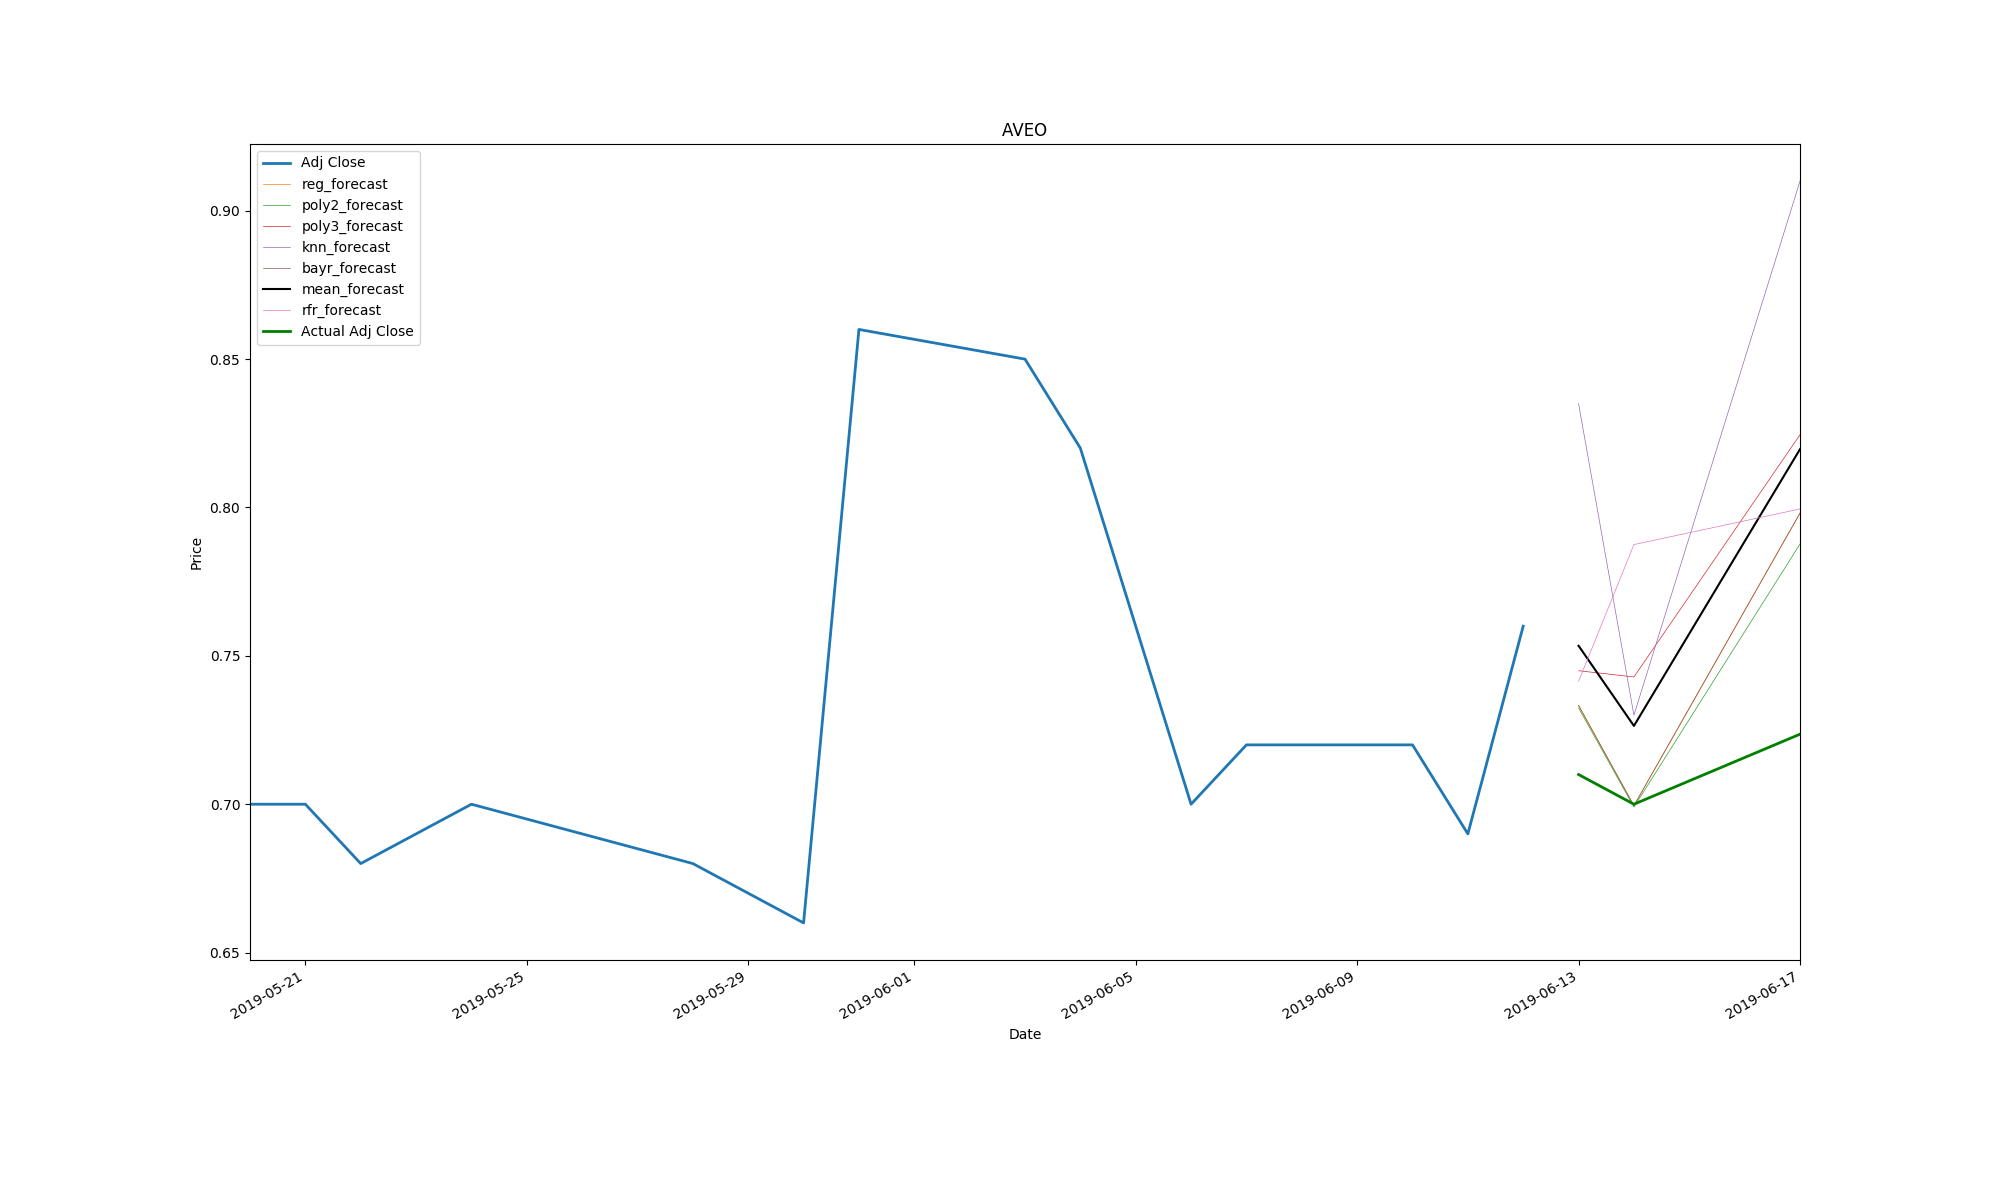 AVEO
Adj Close
reg_forecast
poly2_forecast
poly3_forecast
knn_forecast
bayr_forecast
mean_forecast
rfr_forecast
Actual Adj Close
0.90
0.85
0.80
0.75
0.70
0.65
Price
2019-05-21
2019-05-25
2019-05-29
2019-06-01
2019-06-05
2019-06-09
2019-06-13
2019-06-17
Date